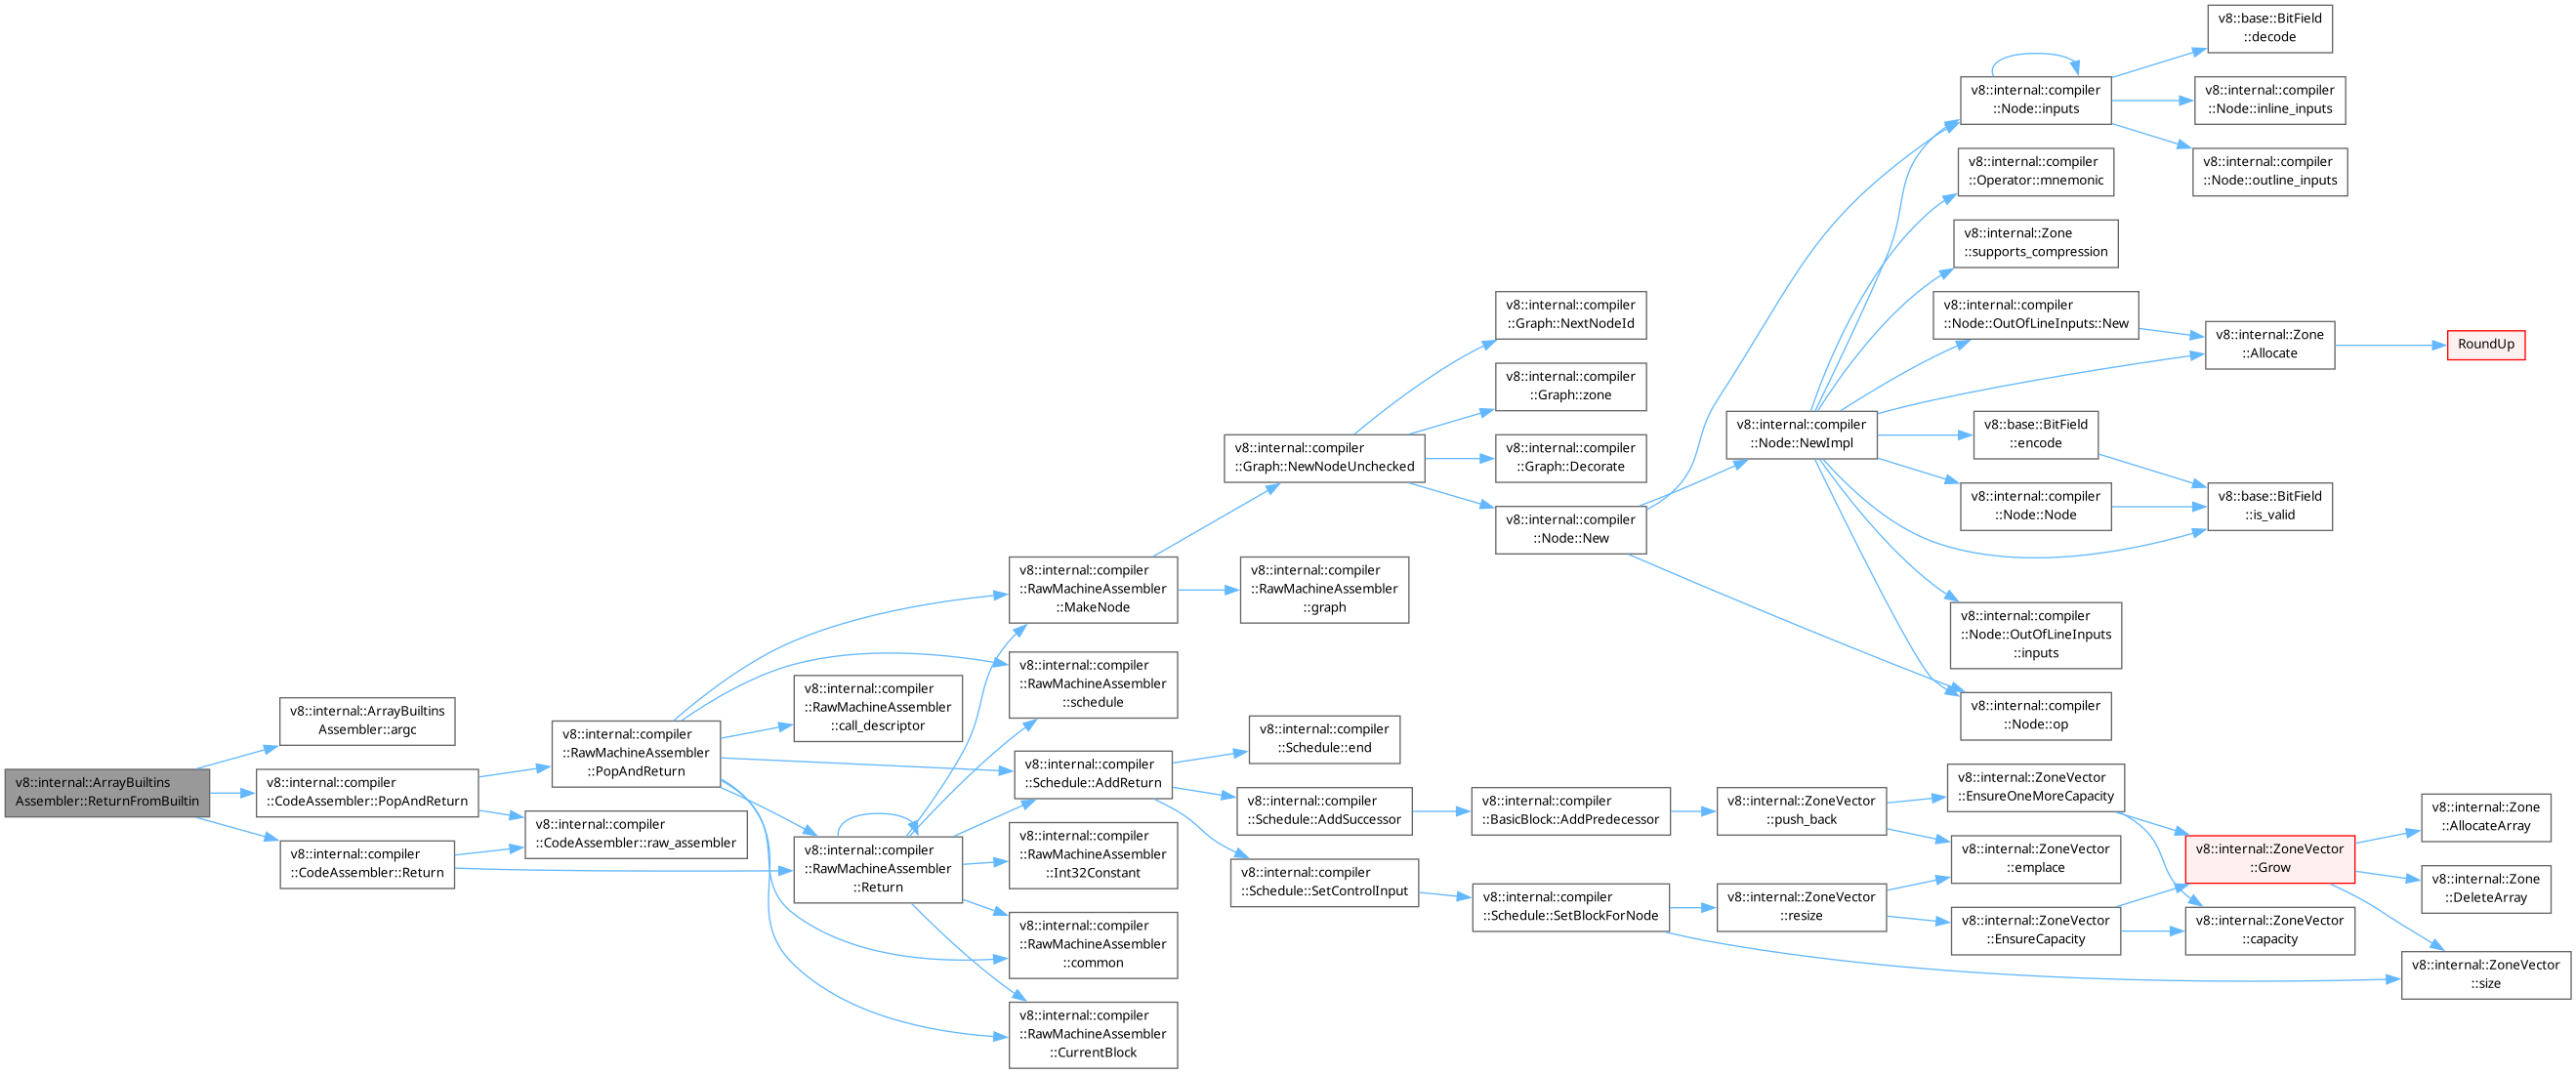 v8::internal::ArrayBuiltins
Assembler::ReturnFromBuiltin
v8::internal::ArrayBuiltins
Assembler::argc
v8::internal::compiler
::CodeAssembler::PopAndReturn
v8::internal::compiler
::CodeAssembler::Return
v8::internal::compiler
::RawMachineAssembler
::PopAndReturn
v8::internal::compiler
::CodeAssembler::raw_assembler
v8::internal::compiler
::RawMachineAssembler
::call_descriptor
v8::internal::compiler
::RawMachineAssembler
::Return
v8::internal::compiler
::RawMachineAssembler
::MakeNode
v8::internal::compiler
::RawMachineAssembler
::schedule
v8::internal::compiler
::Schedule::AddReturn
v8::internal::compiler
::RawMachineAssembler
::Int32Constant
v8::internal::compiler
::RawMachineAssembler
::common
v8::internal::compiler
::RawMachineAssembler
::CurrentBlock
v8::internal::compiler
::Graph::NewNodeUnchecked
v8::internal::compiler
::RawMachineAssembler
::graph
v8::internal::compiler
::Schedule::end
v8::internal::compiler
::Schedule::AddSuccessor
v8::internal::compiler
::Schedule::SetControlInput
v8::internal::compiler
::Graph::NextNodeId
v8::internal::compiler
::Graph::zone
v8::internal::compiler
::Graph::Decorate
v8::internal::compiler
::Node::New
v8::internal::compiler
::BasicBlock::AddPredecessor
v8::internal::compiler
::Schedule::SetBlockForNode
v8::internal::compiler
::Node::NewImpl
v8::internal::ZoneVector
::push_back
v8::internal::ZoneVector
::resize
v8::internal::compiler
::Node::inputs
v8::internal::compiler
::Operator::mnemonic
v8::internal::Zone
::supports_compression
v8::internal::compiler
::Node::OutOfLineInputs::New
v8::base::BitField
::encode
v8::internal::compiler
::Node::Node
v8::internal::compiler
::Node::OutOfLineInputs
::inputs
v8::internal::compiler
::Node::op
v8::internal::ZoneVector
::EnsureOneMoreCapacity
v8::internal::ZoneVector
::emplace
v8::internal::ZoneVector
::EnsureCapacity
v8::base::BitField
::decode
v8::internal::compiler
::Node::inline_inputs
v8::internal::compiler
::Node::outline_inputs
v8::internal::Zone
::Allocate
v8::base::BitField
::is_valid
v8::internal::ZoneVector
::Grow
v8::internal::ZoneVector
::capacity
RoundUp
v8::internal::Zone
::AllocateArray
v8::internal::Zone
::DeleteArray
v8::internal::ZoneVector
::size